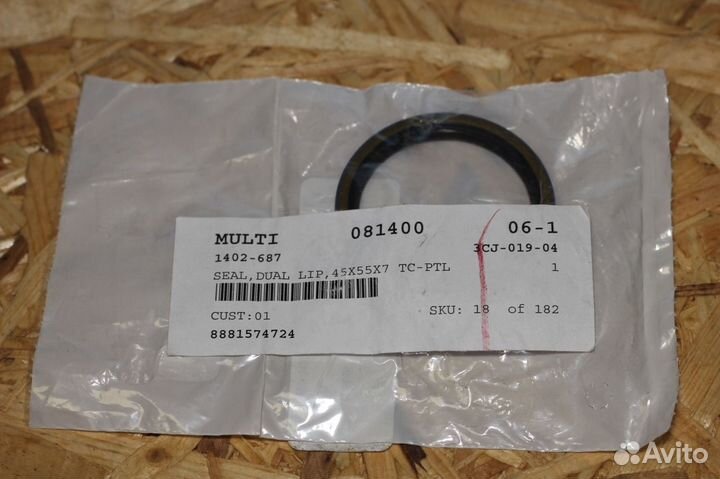 MULTI 081400 06-1
1402-687 3CJ-019-04
SEAL,DUAL LIP,45X55X7 TC-PTL 1
CUST:01 SKU: 18 of 182
8881574724
Avito